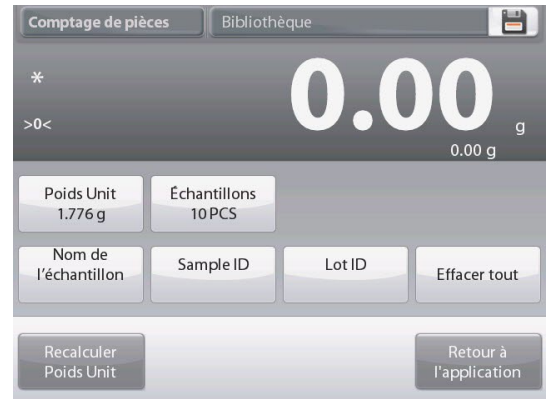 Comptage de pièces Bibliothèque
*
0.00 g
>0<
0.00 g
Poids Unit
1.776 g
Échantillons
10 PCS
Nom de
l'échantillon
Sample ID
Lot ID
Effacer tout
Recalculer
Poids Unit
Retour à
l'application